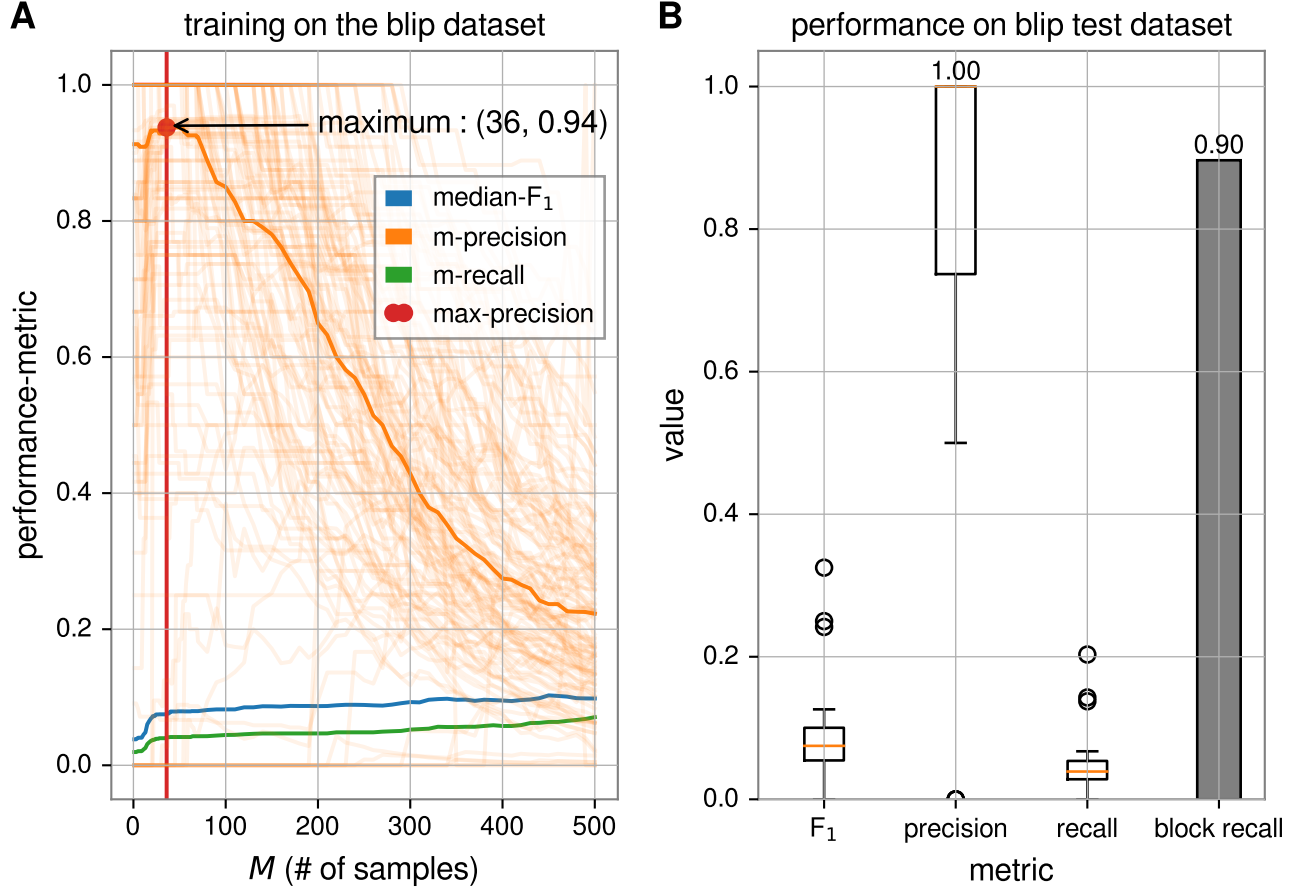 A
training on the blip dataset
performance-metric
1.0
0.8
0.6
0.4
0.2
0.0
maximum : (36, 0.94)
median-F1
m-precision
m-recall
max-precision
0 100 200 300 400 500
M (# of samples)
B
performance on blip test dataset
value
1.0
0.8
0.6
0.4
0.2
0.0
1.00
0.90
F1 precision recall block recall
metric